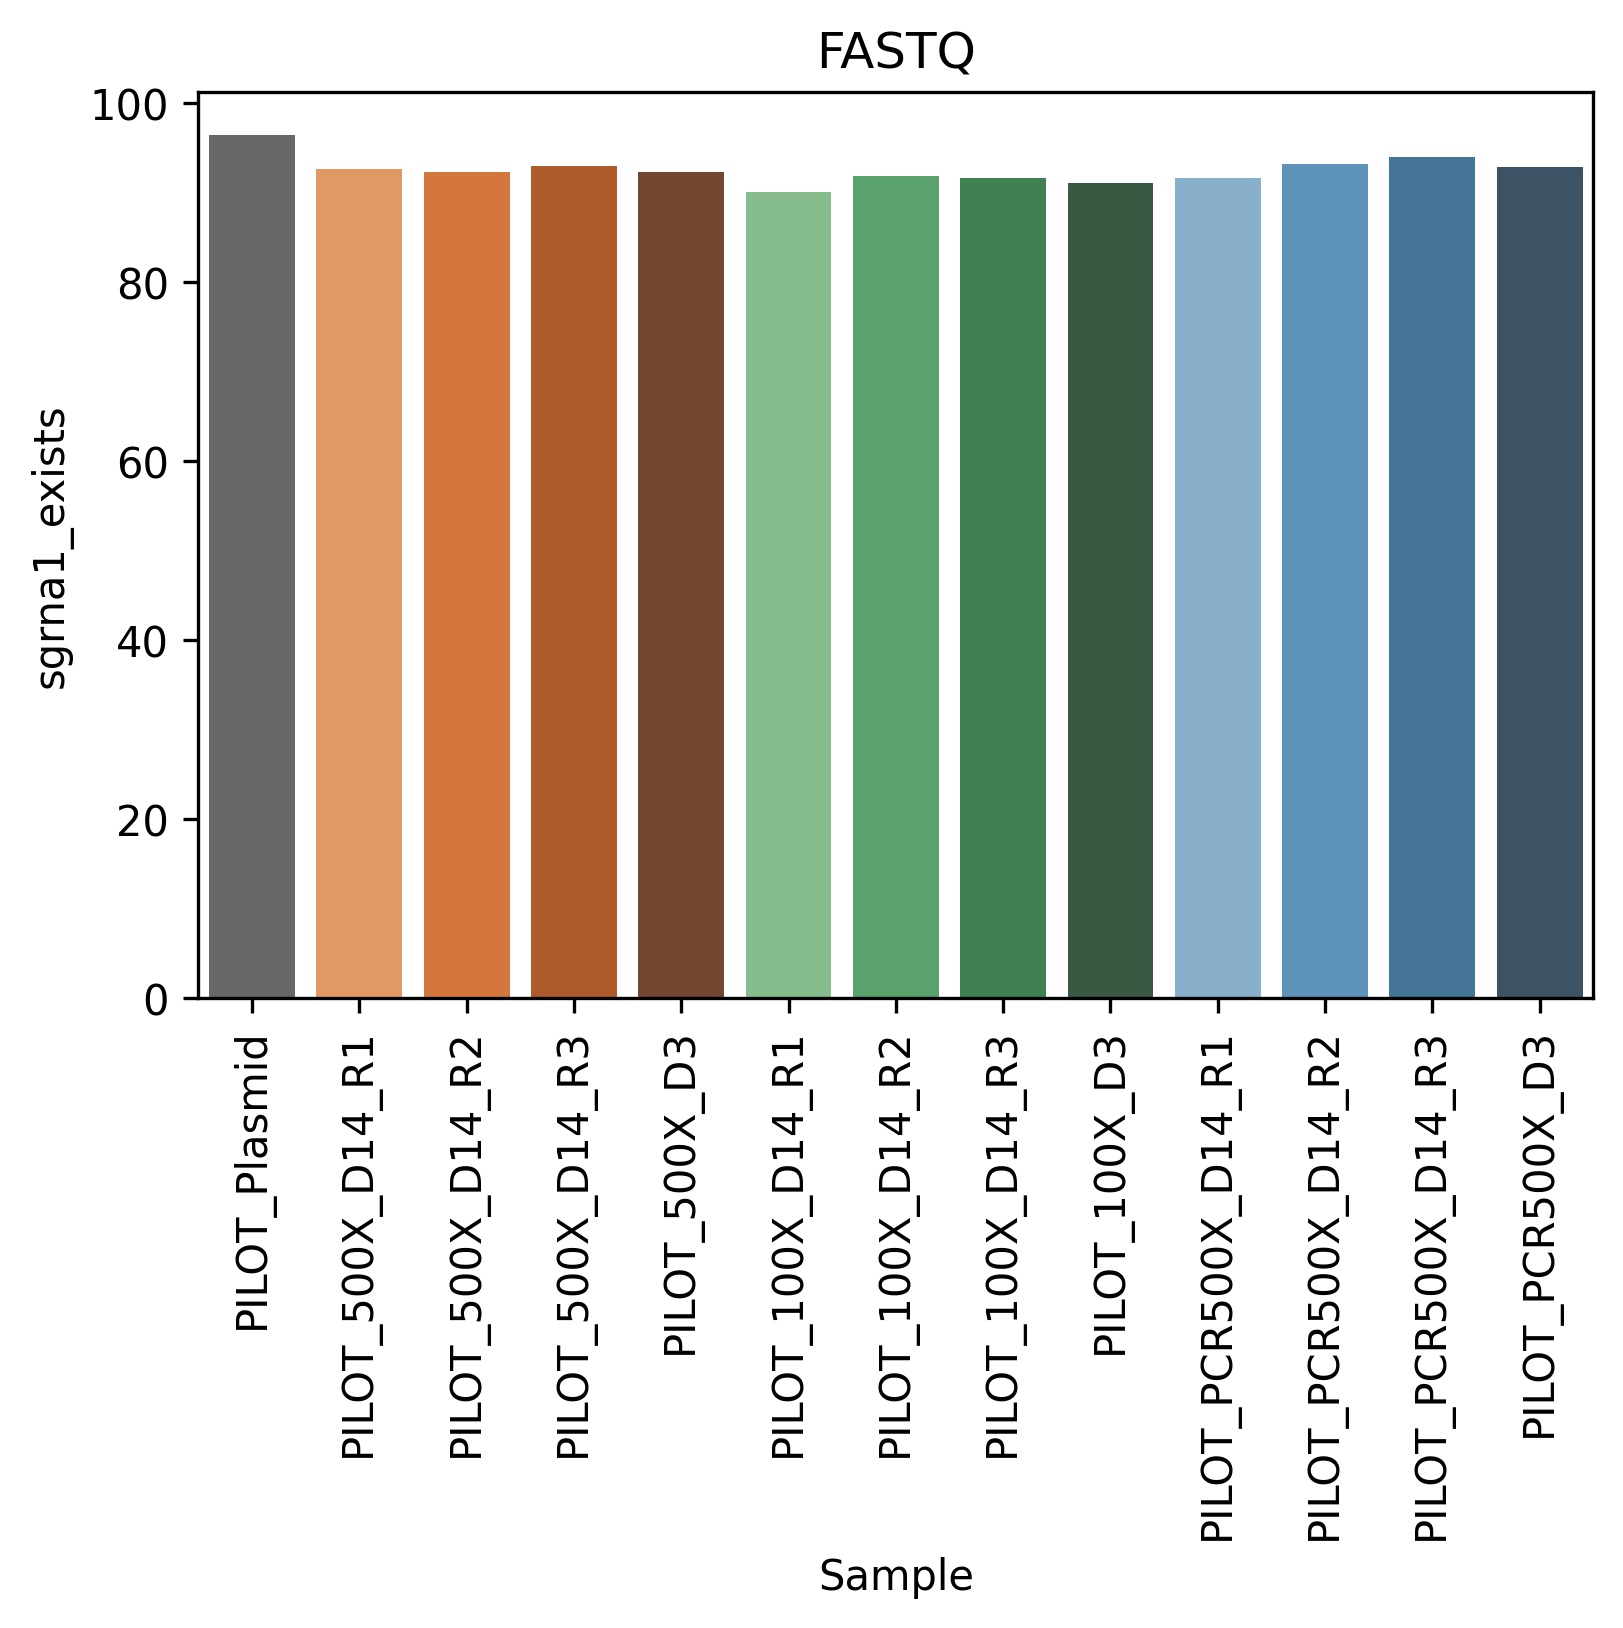 FASTQ
100
80
60
40
20
0
sgrna1_exists
PILOT_Plasmid
PILOT_500X_D14_R1
PILOT_500X_D14_R2
PILOT_500X_D14_R3
PILOT_500X_D3
PILOT_100X_D14_R1
PILOT_100X_D14_R2
PILOT_100X_D14_R3
PILOT_100X_D3
PILOT_PCR500X_D14_R1
PILOT_PCR500X_D14_R2
PILOT_PCR500X_D14_R3
PILOT_PCR500X_D3
Sample